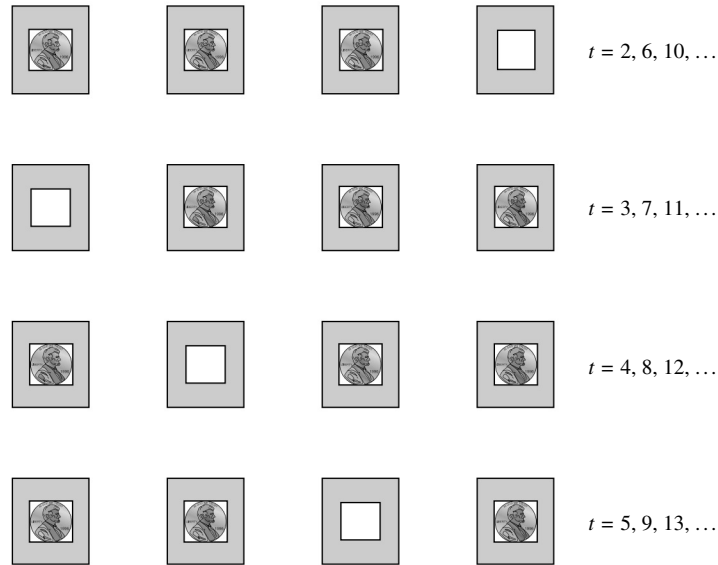 t = 2, 6, 10, …
t = 3, 7, 11, …
t = 4, 8, 12, …
t = 5, 9, 13, …